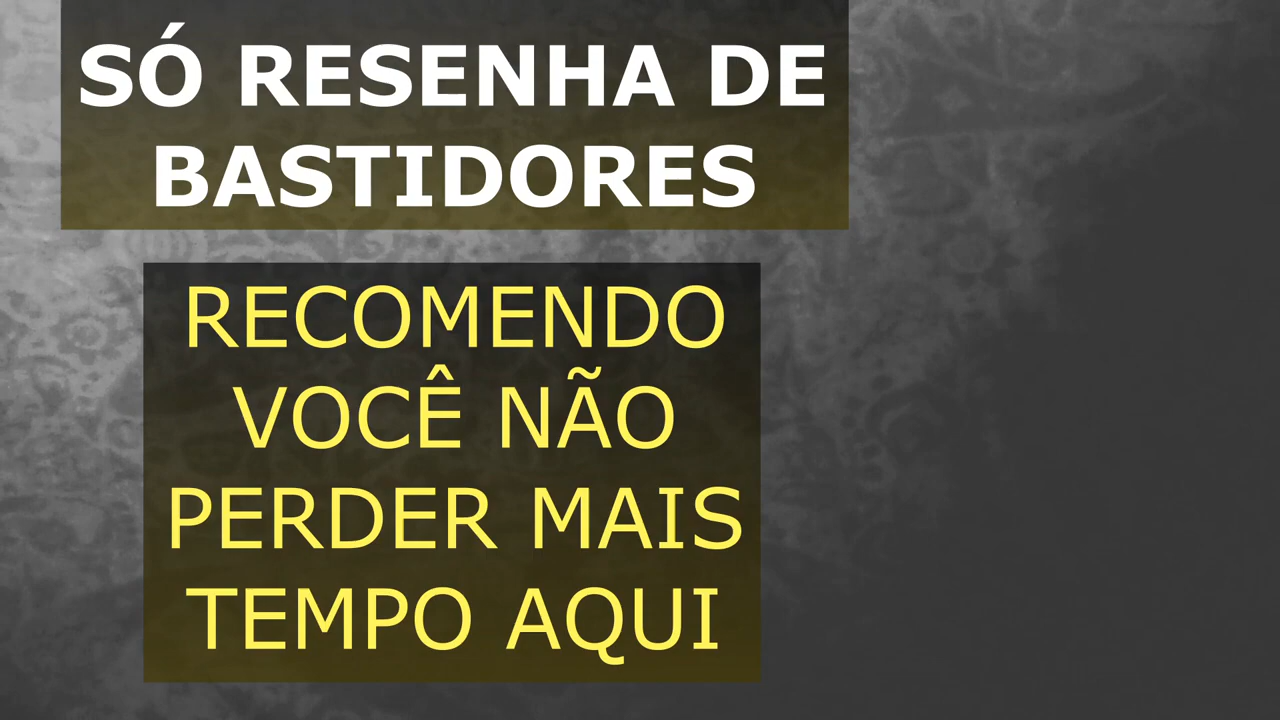 SÓ RESENHA DE
BASTIDORES
RECOMENDO
VOCÊ NÃO
PERDER MAIS
TEMPO AQUI